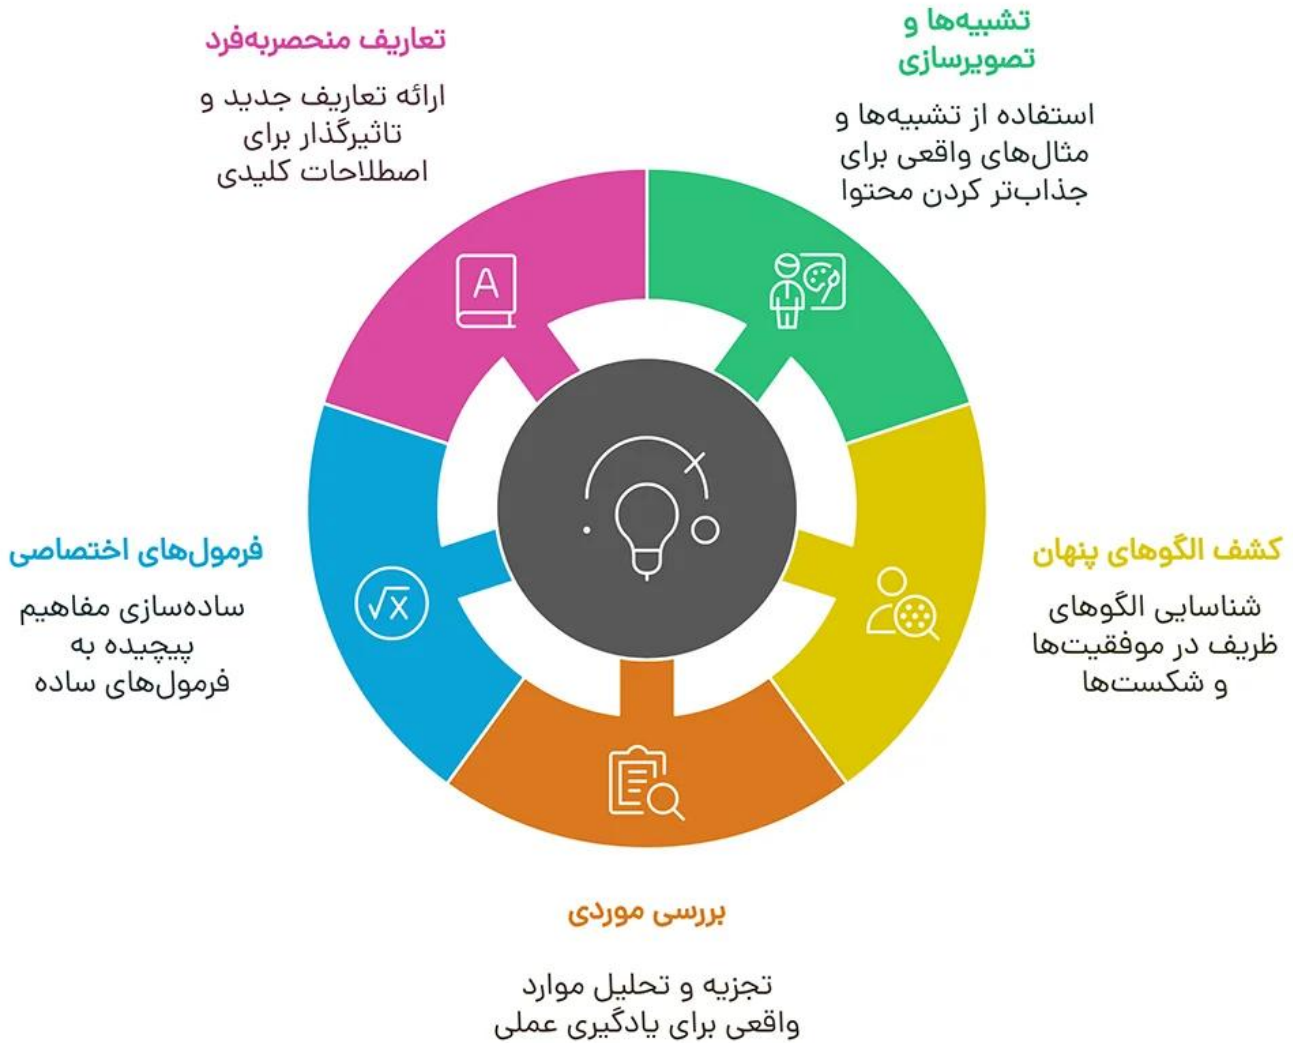 تشبیه‌ها و
تصویرسازی
استفاده از تشبیه‌ها و
مثال‌های واقعی برای
جذاب‌تر کردن محتوا
تعاریف منحصربه‌فرد
ارائه تعاریف جدید و
تاثیرگذار برای
اصطلاحات کلیدی
A
کشف الگوهای پنهان
شناسایی الگوهای
ظریف در موفقیت‌ها
و شکست‌ها
فرمول‌های اختصاصی
ساده‌سازی مفاهیم
پیچیده به
فرمول‌های ساده
√x
بررسی موردی
تجزیه و تحلیل موارد
واقعی برای یادگیری عملی